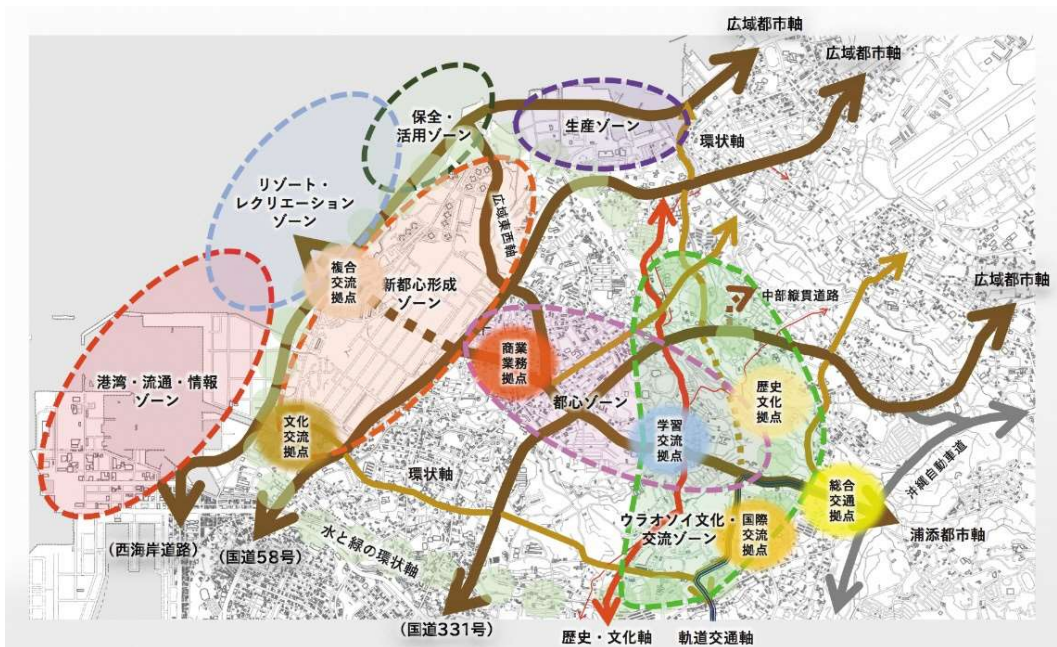 広域都市軸
広域都市軸
保全・
活用ゾーン
生産ゾーン
環状軸
リゾート・
レクリエーション
ゾーン
広域東西軸
複合
交流
拠点
新都心形成
ゾーン
中部縦貫道路
広域都市軸
商業
業務
拠点
港湾・流通・情報
ゾーン
都心ゾーン
歴史
文化
拠点
文化
交流
拠点
学習
交流
拠点
環状軸
沖縄自動車道
総合
交通
拠点
ウラオソイ文化・
交流ゾーン
国際
交流
拠点
浦添都市軸
水と緑の環状軸
(西海岸道路)
(国道58号)
(国道331号)
歴史・文化軸
軌道交通軸